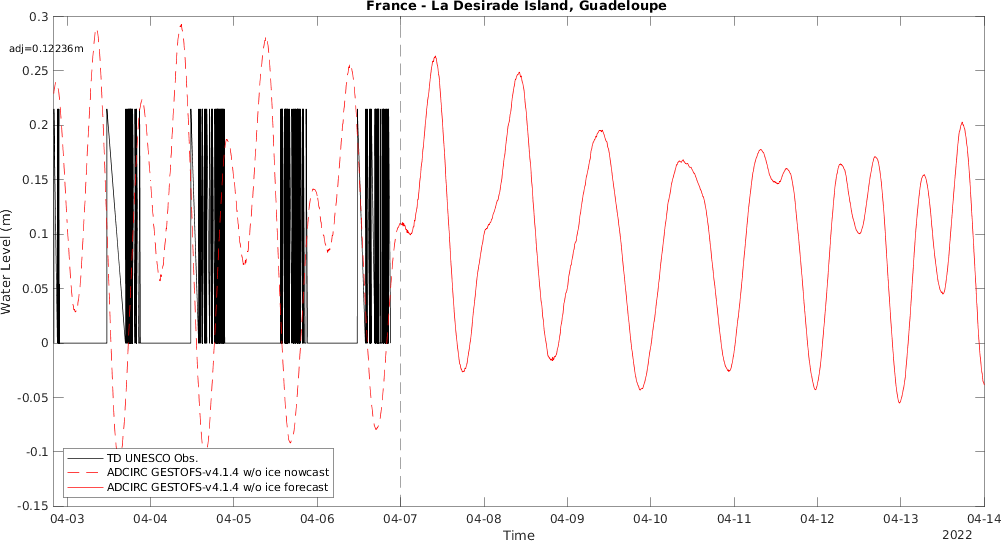 France - La Desirade Island, Guadeloupe
adj=0.12236m
0.3
0.25
0.2
0.15
0.1
0.05
0
-0.05
-0.1
-0.15
Water Level (m)
TD UNESCO Obs.
ADCIRC GESTOFS-v4.1.4 w/o ice nowcast
ADCIRC GESTOFS-v4.1.4 w/o ice forecast
04-03 04-04 04-05 04-06 04-07 04-08 04-09 04-10 04-11 04-12 04-13 04-14
Time
2022